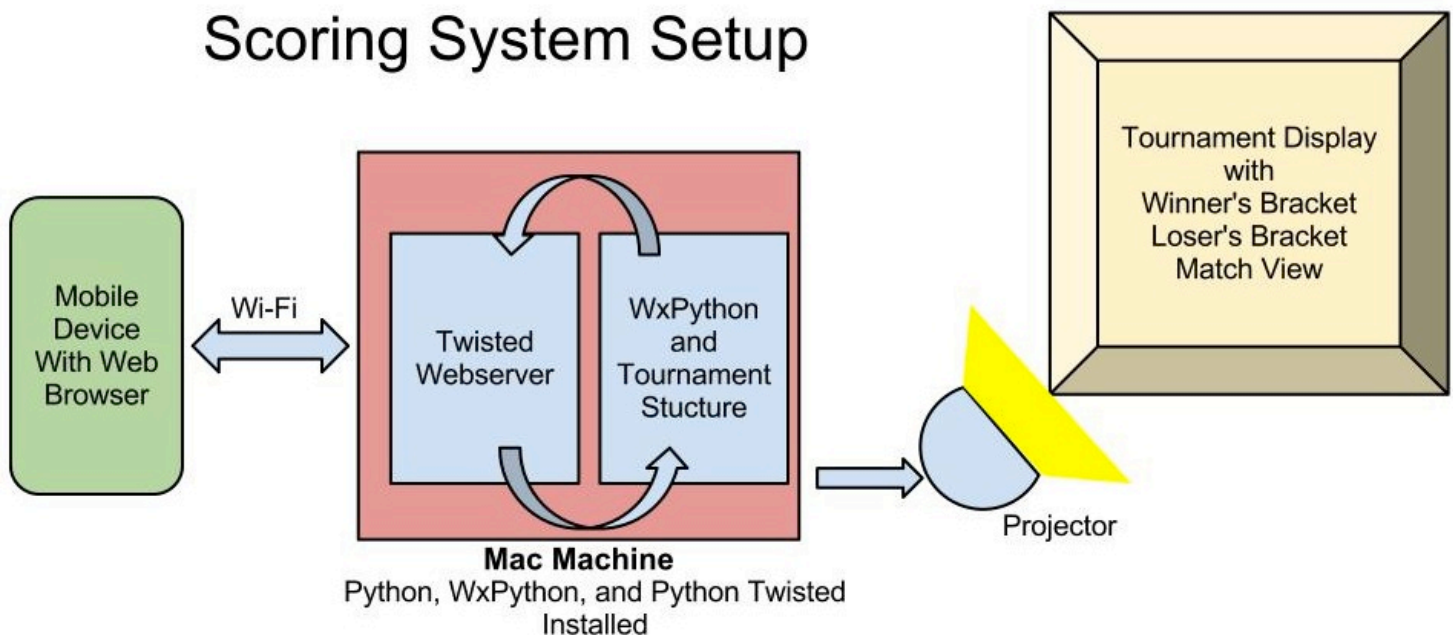 Scoring System Setup
Mobile
Device
With Web
Browser
Wi-Fi
Twisted
Webserver
WxPython
and
Tournament
Stucture
Mac Machine
Python, WxPython, and Python Twisted
Installed
Projector
Tournament Display
with
Winner's Bracket
Loser's Bracket
Match View